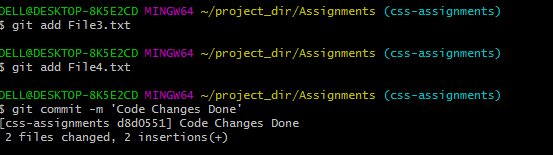 DELL@DESKTOP-8K5E2CD MINGW64 ~/project_dir/Assignments (css-assignments)
$ git add File3.txt
DELL@DESKTOP-8K5E2CD MINGW64 ~/project_dir/Assignments (css-assignments)
$ git add File4.txt
DELL@DESKTOP-8K5E2CD MINGW64 ~/project_dir/Assignments (css-assignments)
$ git commit -m 'Code Changes Done'
[css-assignments d8d0551] Code Changes Done
2 files changed, 2 insertions(+)